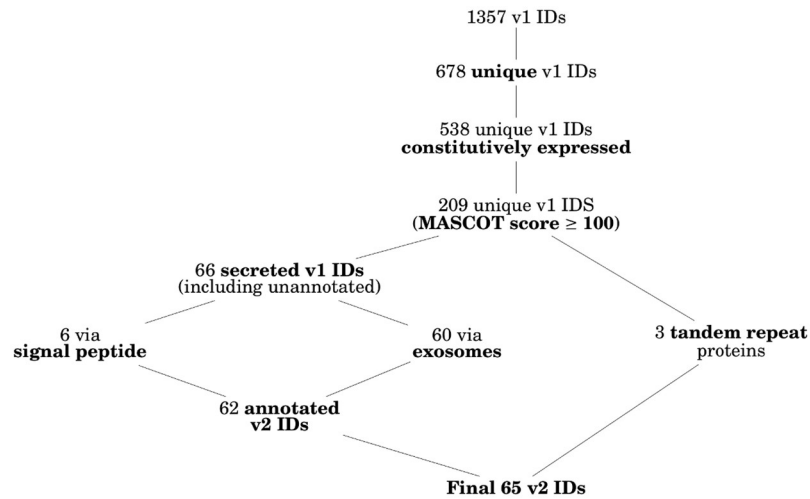 1357 v1 IDs
678 unique v1 IDs
538 unique v1 IDs
constitutively expressed
209 unique v1 IDS
(MASCOT score ≥ 100)
66 secreted v1 IDs
(including unannotated)
6 via
signal peptide
60 via
exosomes
3 tandem repeat
proteins
62 annotated
v2 IDs
Final 65 v2 IDs